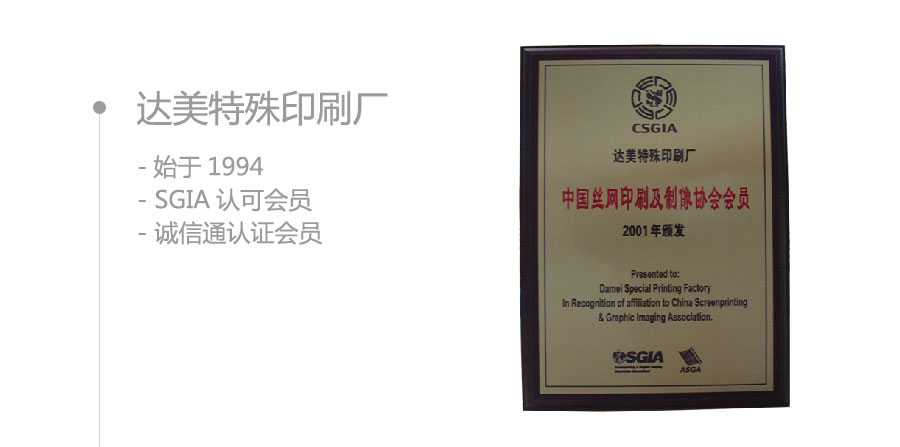 达美特殊印刷厂
- 始于 1994
- SGIA 认可会员
- 诚信通认证会员
CSGIA
达美特殊印刷厂
中国丝网印刷及制像协会会员
2001年颁发
Presented to:
Damei Special Printing Factory
In Recognition of affiliation to China Screenprinting
& Graphic Imaging Association.
SGIA
ASGA